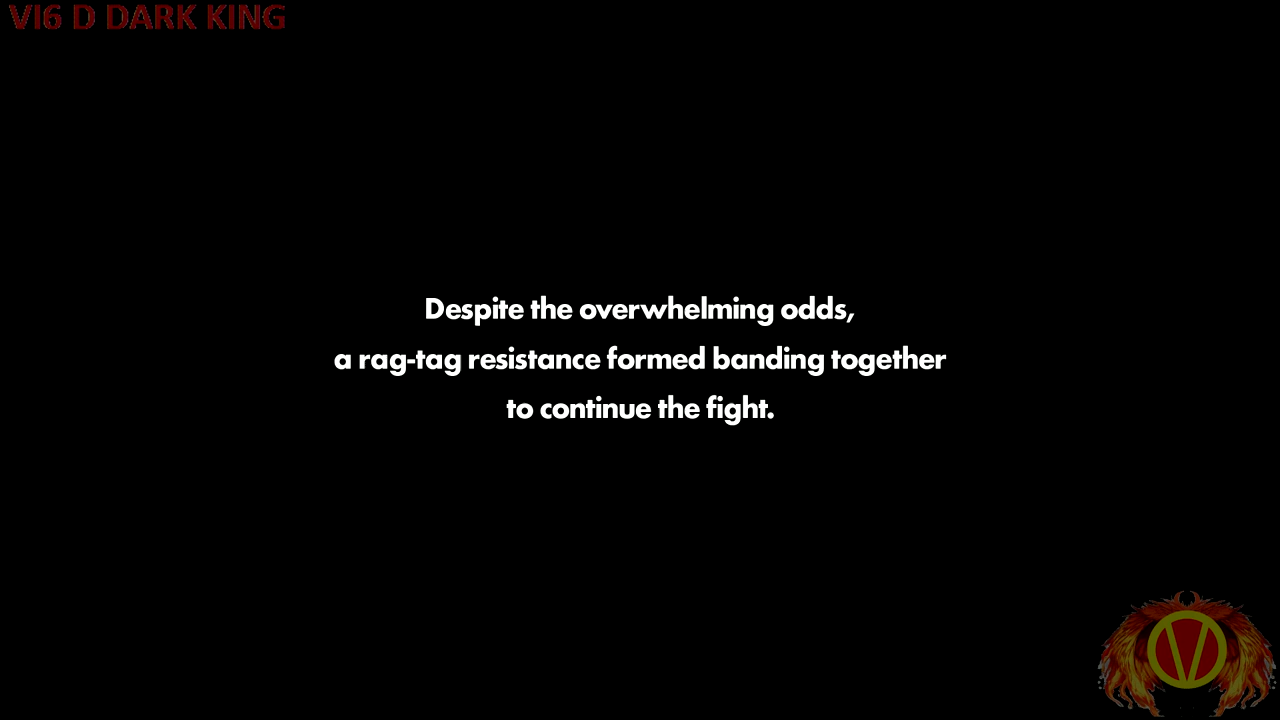 VI6 D DARK KING
Despite the overwhelming odds,
a rag-tag resistance formed banding together
to continue the fight.
V